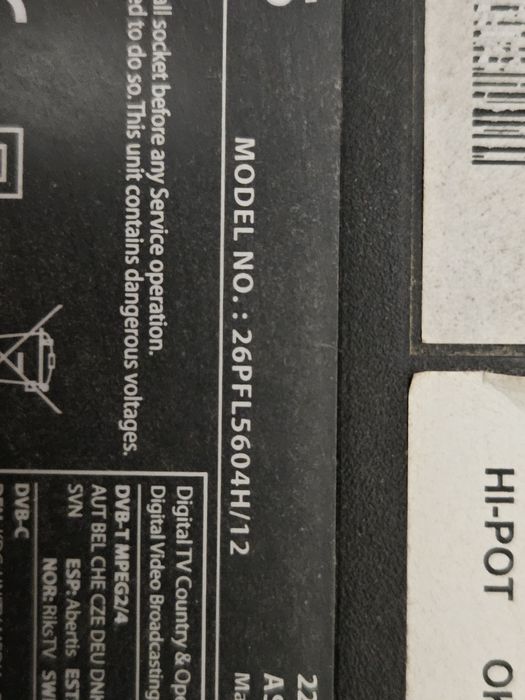 HI-POT
MODEL NO.: 26PFL5604H/12
all socket before any Service operation.
ed to do so. This unit contains dangerous voltages.
Digital TV Country &
Digital Video Broadcasting
DVB-T MPEG2/4
AUT BEL CHE CZE DEU
SVN ESP: Abertis
NOR: RiksTV
DVB-C